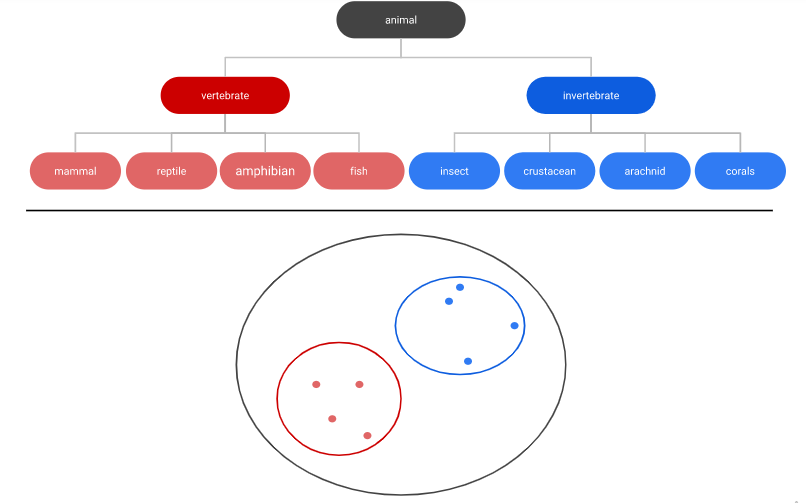 animal
vertebrate invertebrate
mammal reptile amphibian fish insect crustacean arachnid corals